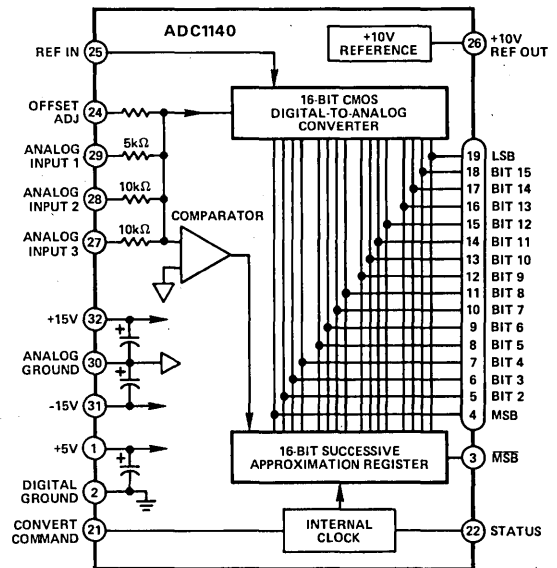 ADC1140
REF IN
25
+10V
REFERENCE
26
+10V
REF OUT
OFFSET
ADJ
24
16-BIT CMOS
DIGITAL-TO-ANALOG
CONVERTER
ANALOG
INPUT 1
29
5kΩ
ANALOG
INPUT 2
28
10kΩ
ANALOG
INPUT 3
27
10kΩ
COMPARATOR
19 LSB
18 BIT 15
17 BIT 14
16 BIT 13
15 BIT 12
14 BIT 11
13 BIT 10
12 BIT 9
11 BIT 8
10 BIT 7
9 BIT 6
8 BIT 5
7 BIT 4
6 BIT 3
5 BIT 2
4 MSB
+15V
32
+
ANALOG
GROUND
30
+
-15V
31
+5V
1
+
DIGITAL
GROUND
2
16-BIT SUCCESSIVE
APPROXIMATION REGISTER
3
M̅S̅B̅
CONVERT
COMMAND
21
INTERNAL
CLOCK
22
STATUS